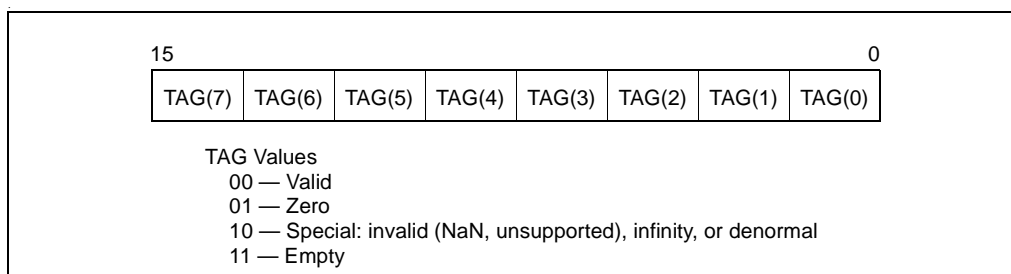 15 0
TAG(7) TAG(6) TAG(5) TAG(4) TAG(3) TAG(2) TAG(1) TAG(0)
TAG Values
00 — Valid
01 — Zero
10 — Special: invalid (NaN, unsupported), infinity, or denormal
11 — Empty